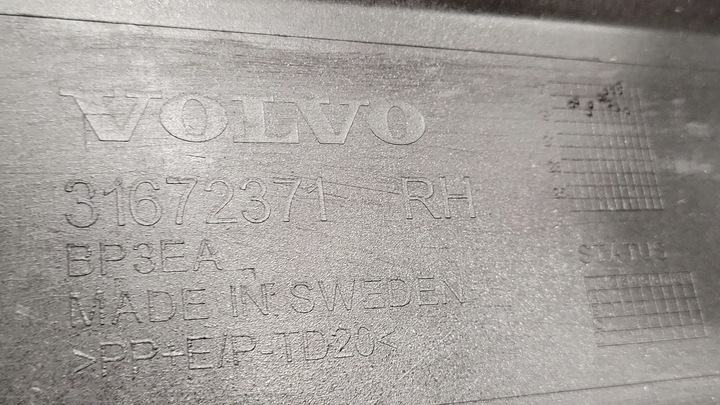 VOLVO
31672371 RH
BP3EA
MADE IN SWEDEN
>PP+E/P-TD20<
STATUS